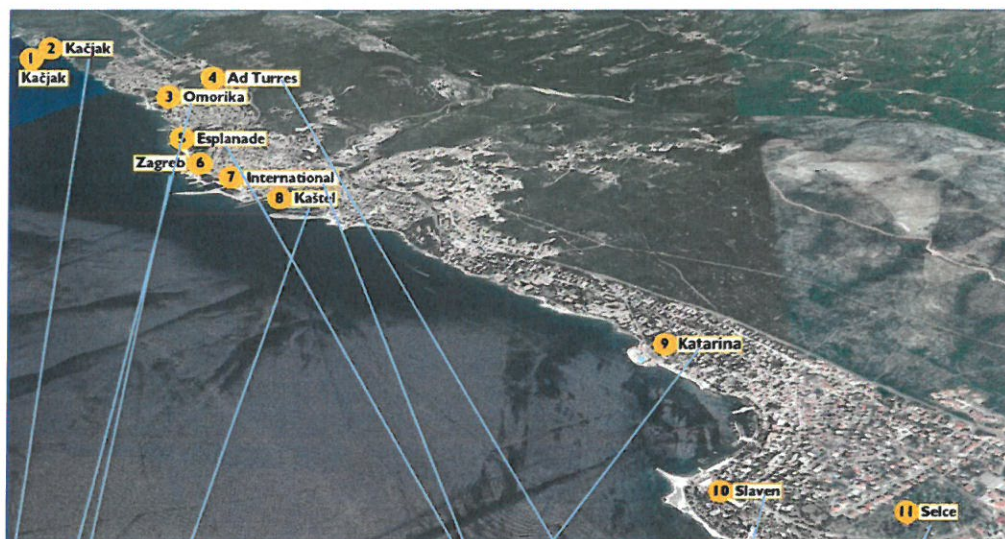 2 Kačjak
1
Kačjak
4 Ad Turres
3 Omorika
5 Esplanade
Zagreb 6
7 International
8 Kaštel
9 Katarina
10 Slaven
11 Selce